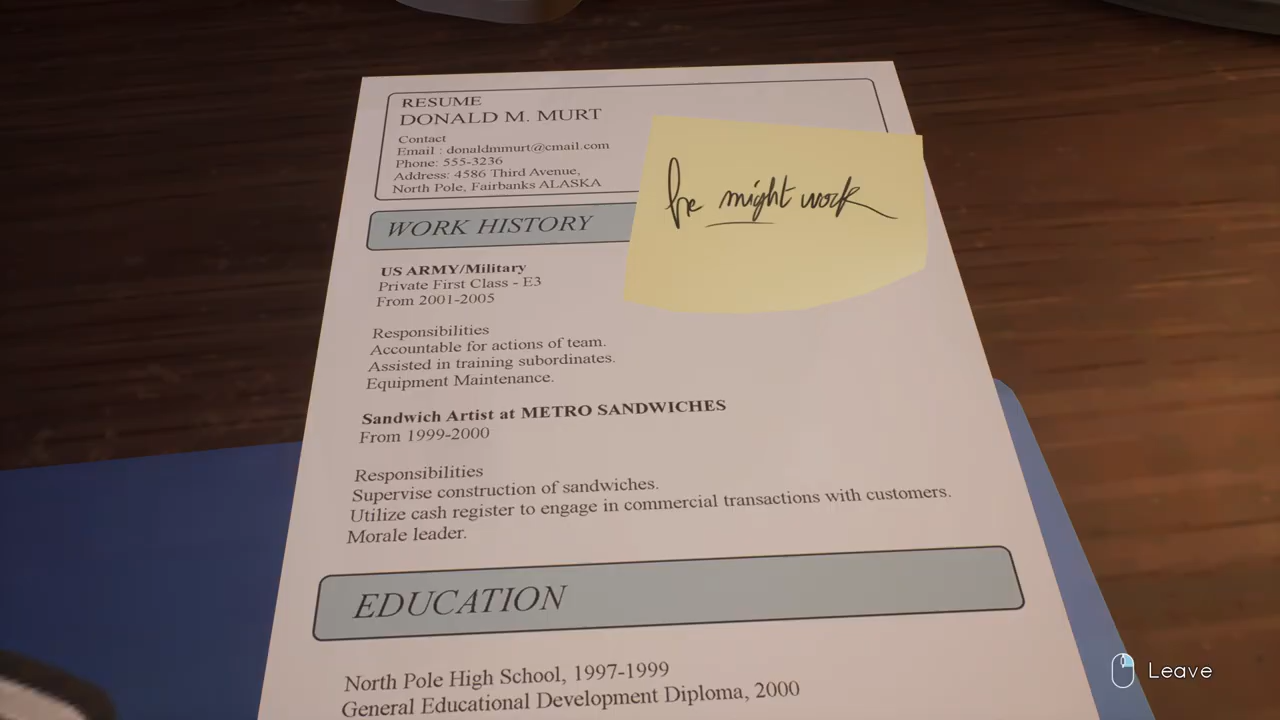 RESUME
DONALD M. MURT
Contact
Email : donaldmmurt@cmail.com
Phone: 555-3236
Address: 4586 Third Avenue,
North Pole, Fairbanks ALASKA
he might work
WORK HISTORY
US ARMY/Military
Private First Class - E3
From 2001-2005
Responsibilities
Accountable for actions of team.
Assisted in training subordinates.
Equipment Maintenance.
Sandwich Artist at METRO SANDWICHES
From 1999-2000
Responsibilities
Supervise construction of sandwiches.
Utilize cash register to engage in commercial transactions with customers.
Morale leader.
EDUCATION
North Pole High School, 1997-1999
General Educational Development Diploma, 2000
Leave